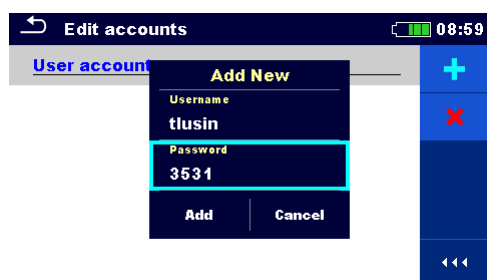 Edit accounts 08:59
User account
Add New
Username
tlusin
Password
3531
Add Cancel